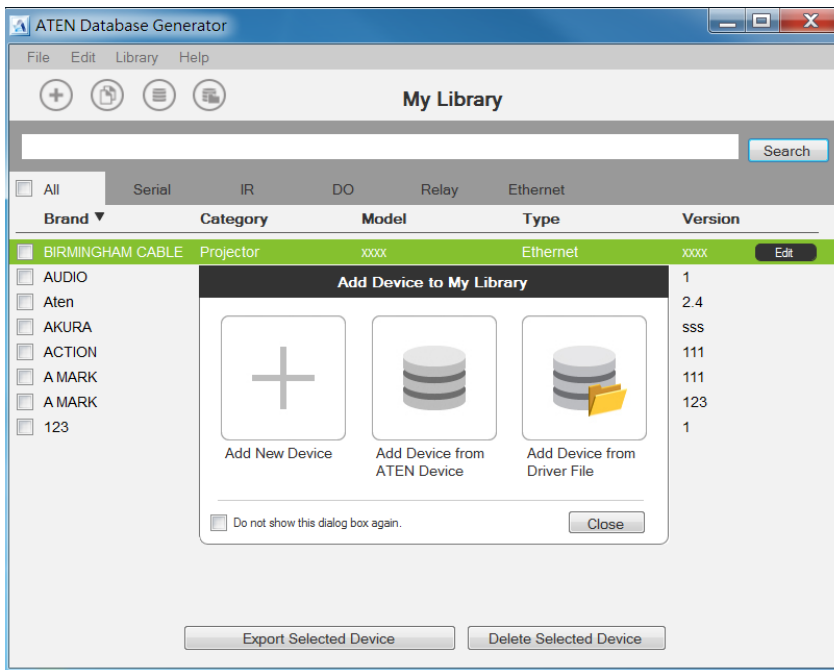 ATEN Database Generator
File Edit Library Help
My Library
Search
All Serial IR DO Relay Ethernet
Brand ▼ Category Model Type Version
BIRMINGHAM CABLE Projector xxxx Ethernet xxxx Edit
AUDIO 1
Aten 2.4
AKURA sss
ACTION 111
A MARK 111
A MARK 123
123 1
Add Device to My Library
Add New Device
Add Device from
ATEN Device
Add Device from
Driver File
Do not show this dialog box again.
Close
Export Selected Device Delete Selected Device